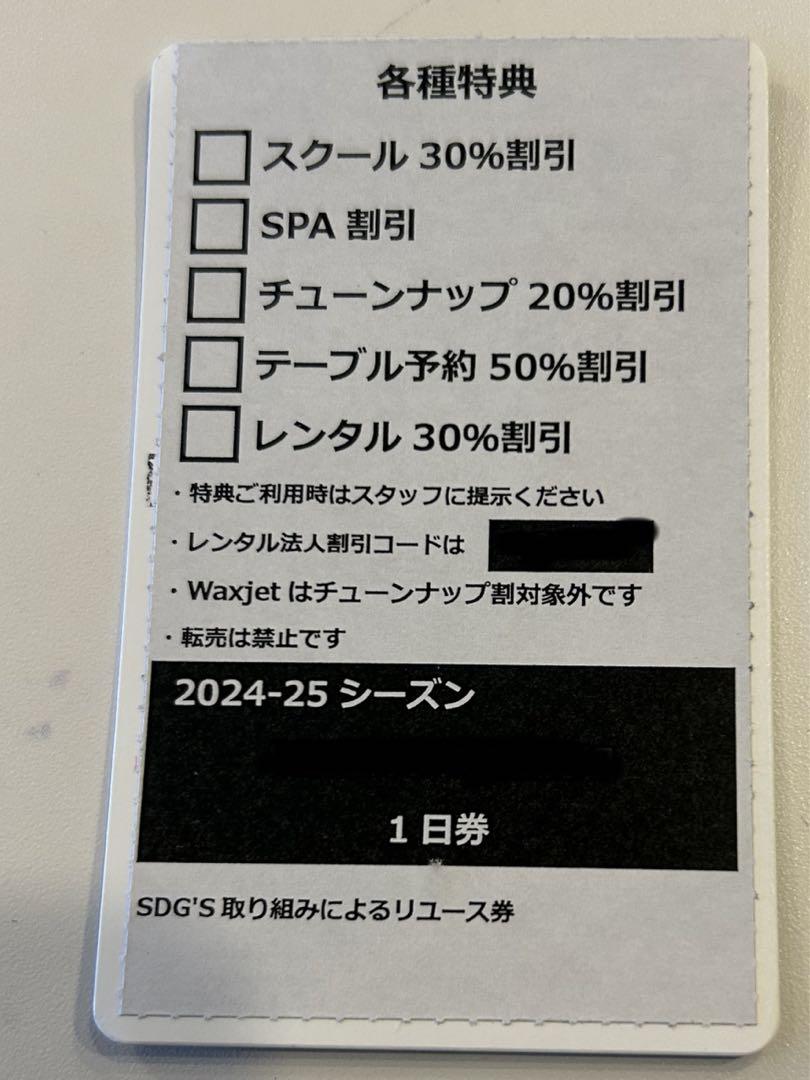 各種特典
スクール 30%割引
SPA 割引
チューンナップ 20%割引
テーブル予約 50%割引
レンタル 30%割引
・特典ご利用時はスタッフに提示ください
・レンタル法人割引コードは
・Waxjet はチューンナップ割対象外です
・転売は禁止です
2024-25 シーズン
1 日券
SDG'S 取り組みによるリユース券